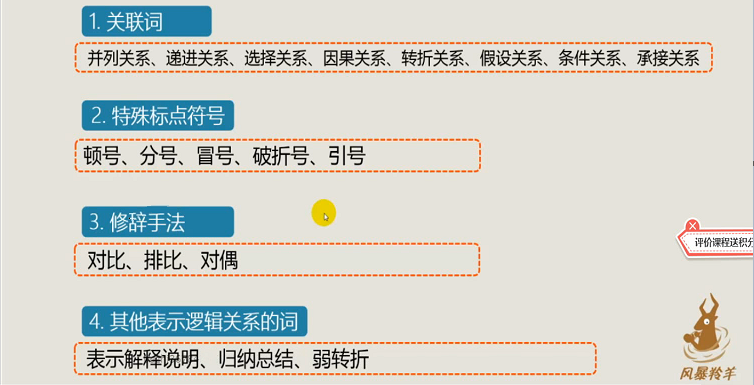 1. 关联词
并列关系、递进关系、选择关系、因果关系、转折关系、假设关系、条件关系、承接关系
2. 特殊标点符号
顿号、分号、冒号、破折号、引号
3. 修辞手法
评价课程送积分
对比、排比、对偶
4. 其他表示逻辑关系的词
表示解释说明、归纳总结、弱转折
风暴羚羊